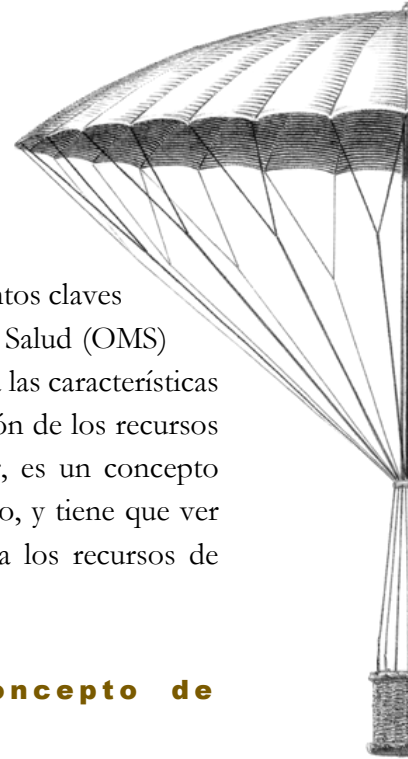 ntos claves
Salud (OMS)
las características
ón de los recursos
, es un concepto
o, y tiene que ver
a los recursos de
oncepto de